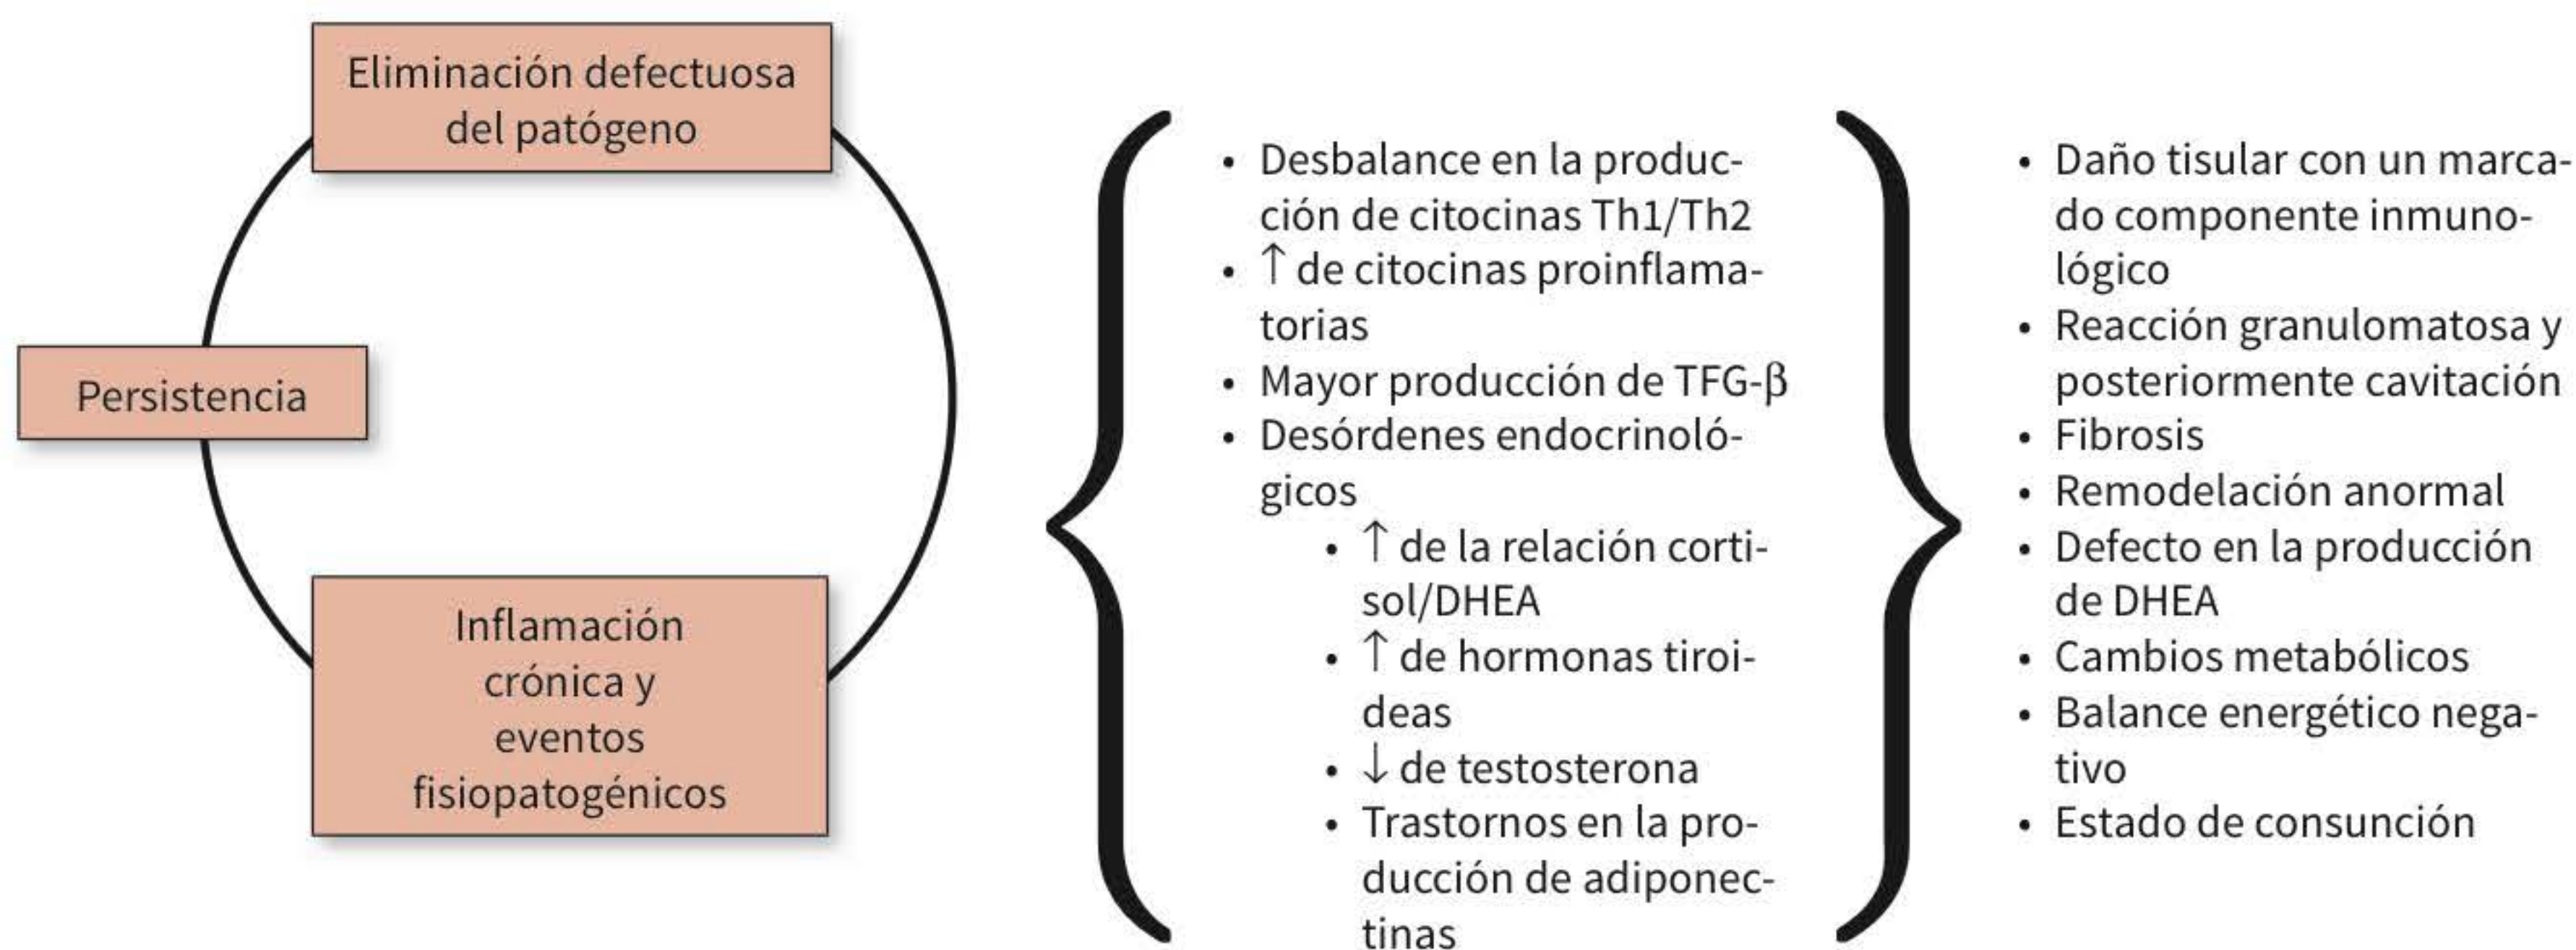 Eliminación defectuosa
del patógeno
Persistencia
Inflamación
crónica y
eventos
fisiopatogénicos
• Desbalance en la produc-
ción de citocinas Th1/Th2
• ↑ de citocinas proinflama-
torias
• Mayor producción de TFG-β
• Desórdenes endocrinoló-
gicos
• ↑ de la relación corti-
sol/DHEA
• ↑ de hormonas tiroi-
deas
• ↓ de testosterona
• Trastornos en la pro-
ducción de adiponec-
tinas
• Daño tisular con un marca-
do componente inmuno-
lógico
• Reacción granulomatosa y
posteriormente cavitación
• Fibrosis
• Remodelación anormal
• Defecto en la producción
de DHEA
• Cambios metabólicos
• Balance energético nega-
tivo
• Estado de consunción